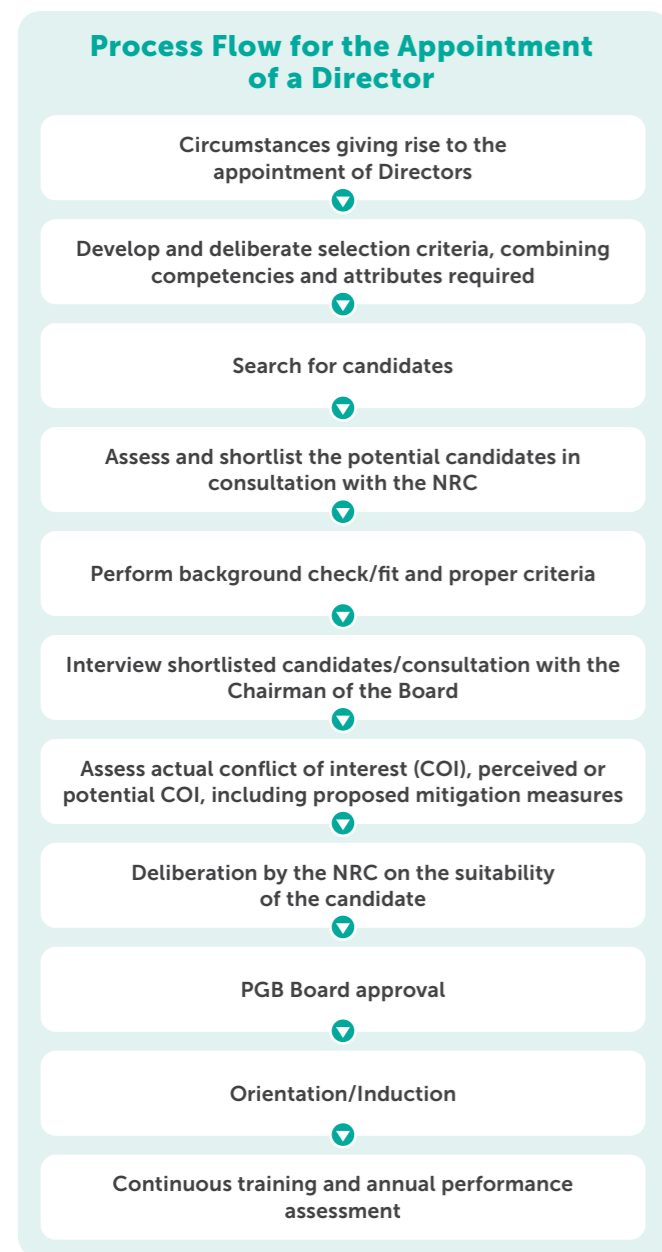 Process Flow for the Appointment
of a Director
Circumstances giving rise to the
appointment of Directors
Develop and deliberate selection criteria, combining
competencies and attributes required
Search for candidates
Assess and shortlist the potential candidates in
consultation with the NRC
Perform background check/fit and proper criteria
Interview shortlisted candidates/consultation with the
Chairman of the Board
Assess actual conflict of interest (COI), perceived or
potential COI, including proposed mitigation measures
Deliberation by the NRC on the suitability
of the candidate
PGB Board approval
Orientation/Induction
Continuous training and annual performance
assessment